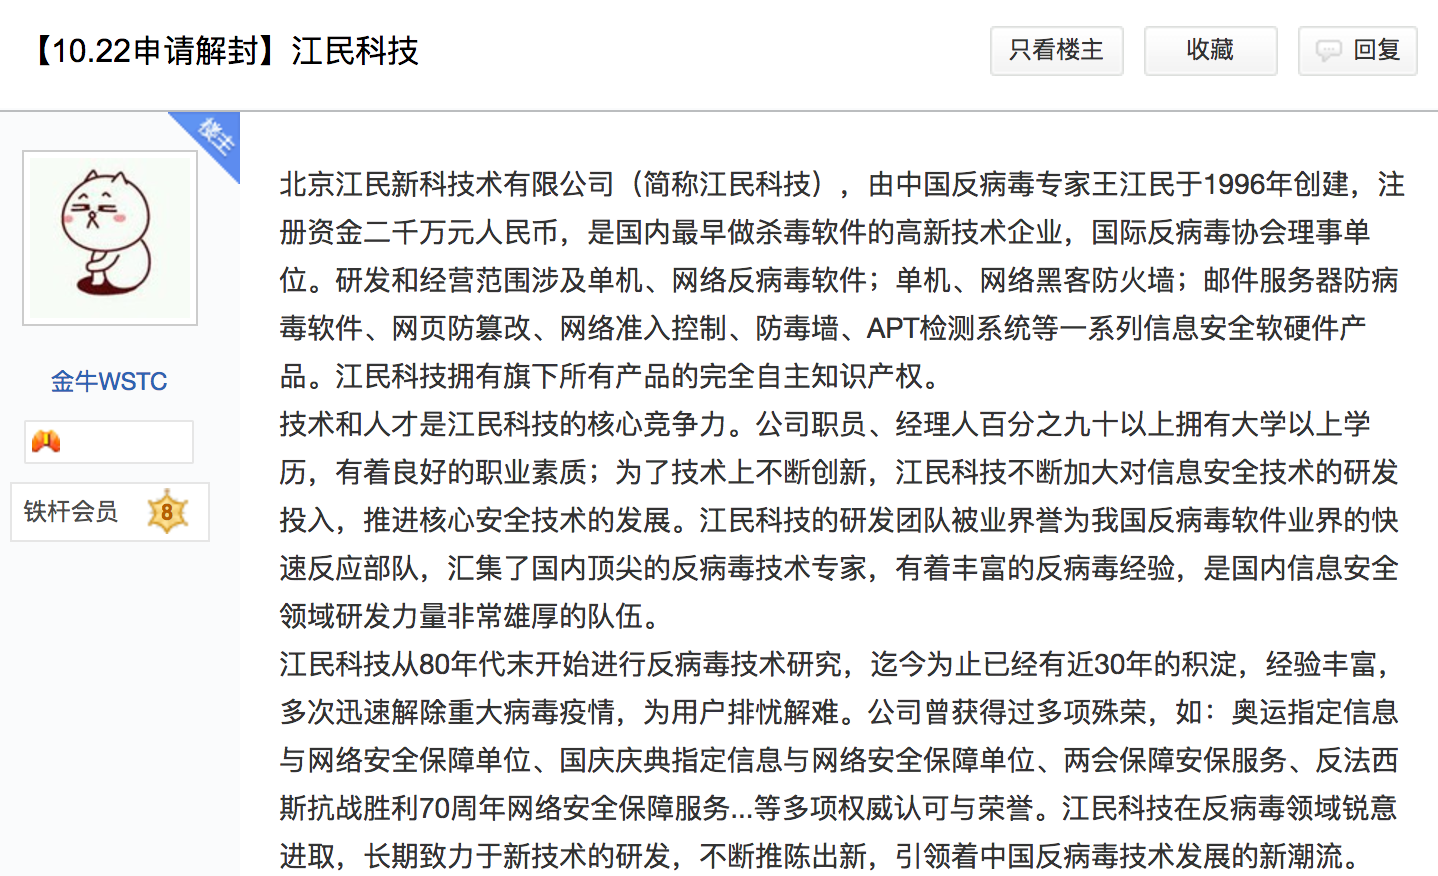 【10.22申请解封】江民科技
只看楼主
收藏
回复
楼主
金牛WSTC
铁杆会员
8
北京江民新科技术有限公司（简称江民科技），由中国反病毒专家王江民于1996年创建，注
册资金二千万元人民币，是国内最早做杀毒软件的高新技术企业，国际反病毒协会理事单
位。研发和经营范围涉及单机、网络反病毒软件；单机、网络黑客防火墙；邮件服务器防病
毒软件、网页防篡改、网络准入控制、防毒墙、APT检测系统等一系列信息安全软硬件产
品。江民科技拥有旗下所有产品的完全自主知识产权。
技术和人才是江民科技的核心竞争力。公司职员、经理人百分之九十以上拥有大学以上学
历，有着良好的职业素质；为了技术上不断创新，江民科技不断加大对信息安全技术的研发
投入，推进核心安全技术的发展。江民科技的研发团队被业界誉为我国反病毒软件业界的快
速反应部队，汇集了国内顶尖的反病毒技术专家，有着丰富的反病毒经验，是国内信息安全
领域研发力量非常雄厚的队伍。
江民科技从80年代末开始进行反病毒技术研究，迄今为止已经有近30年的积淀，经验丰富，
多次迅速解除重大病毒疫情，为用户排忧解难。公司曾获得过多项殊荣，如：奥运指定信息
与网络安全保障单位、国庆庆典指定信息与网络安全保障单位、两会保障安保服务、反法西
斯抗战胜利70周年网络安全保障服务...等多项权威认可与荣誉。江民科技在反病毒领域锐意
进取，长期致力于新技术的研发，不断推陈出新，引领着中国反病毒技术发展的新潮流。